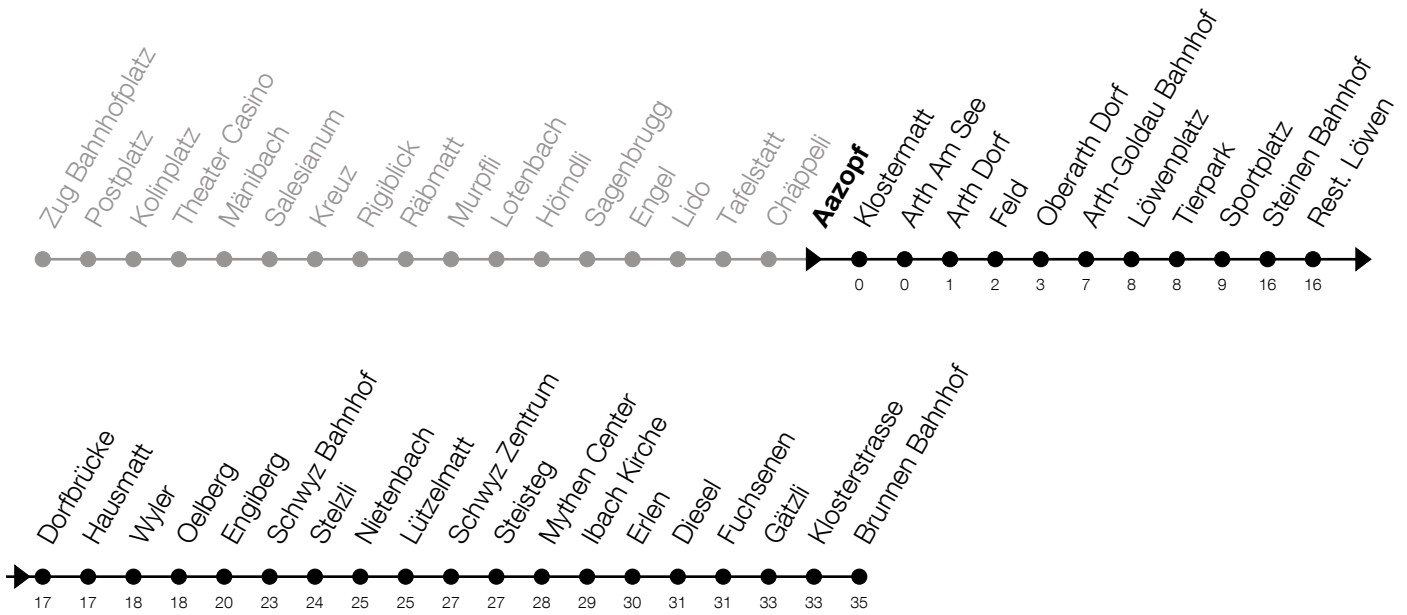 Zug Bahnhofplatz
Postplatz
Kolinplatz
Theater Casino
Mänibach
Salesianum
Kreuz
Rigiblick
Räbmatt
Murpfli
Lotenbach
Hörndli
Sagenbrugg
Engel
Lido
Tafelstatt
Chäppeli
Aazopf
Klostermatt
Arth Am See
Arth Dorf
Feld
Oberarth Dorf
Arth-Goldau Bahnhof
Löwenplatz
Tierpark
Sportplatz
Steinen Bahnhof
Rest. Löwen
0 0 1 2 3 7 8 8 9 16 16
Dorfbrücke
Hausmatt
Wyler
Oelberg
Engiberg
Schwyz Bahnhof
Stelzli
Nietenbach
Lützelmatt
Schwyz Zentrum
Steisteg
Mythen Center
Ibach Kirche
Erlen
Diesel
Fuchsenen
Gätzli
Klosterstrasse
Brunnen Bahnhof
17 17 18 18 20 23 24 25 25 27 27 28 29 30 31 31 33 33 35